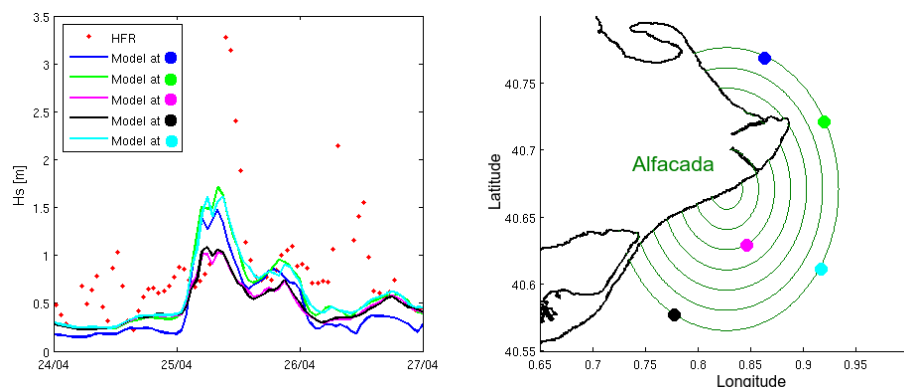 3.5
3
2.5
2
1.5
1
0.5
0
Hs [m]
HFR
Model at
Model at
Model at
Model at
Model at
24/04 25/04 26/04 27/04
40.75
40.7
40.65
40.6
40.55
Latitude
Alfacada
0.65 0.7 0.75 0.8 0.85 0.9 0.95
Longitude